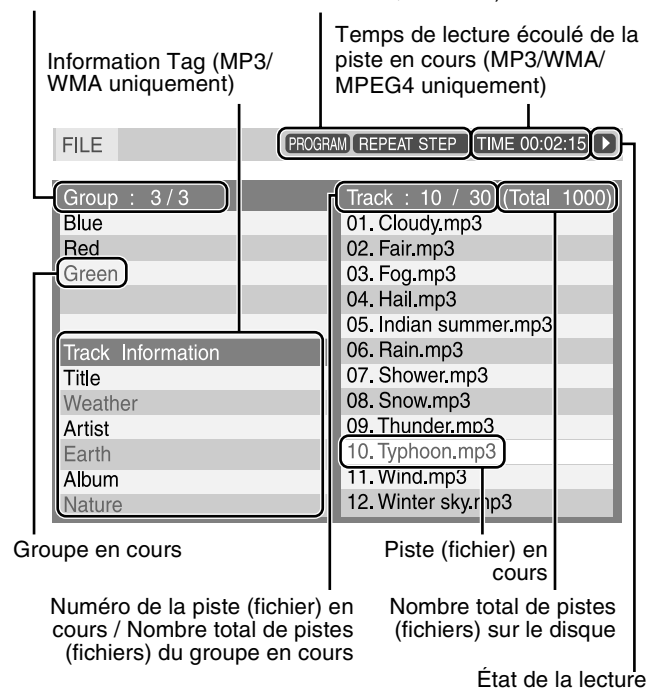 Temps de lecture écoulé de la
piste en cours (MP3/WMA/
MPEG4 uniquement)
Information Tag (MP3/
WMA uniquement)
FILE
PROGRAM REPEAT STEP TIME 00:02:15
Group : 3 / 3
Blue
Red
Green
Track Information
Title
Weather
Artist
Earth
Album
Nature
Track : 10 / 30 (Total 1000)
01. Cloudy.mp3
02. Fair.mp3
03. Fog.mp3
04. Hail.mp3
05. Indian summer.mp3
06. Rain.mp3
07. Shower.mp3
08. Snow.mp3
09. Thunder.mp3
10. Typhoon.mp3
11. Wind.mp3
12. Winter sky.mp3
Groupe en cours
Piste (fichier) en
cours
Numéro de la piste (fichier) en
cours / Nombre total de pistes
(fichiers) du groupe en cours
Nombre total de pistes
(fichiers) sur le disque
État de la lecture